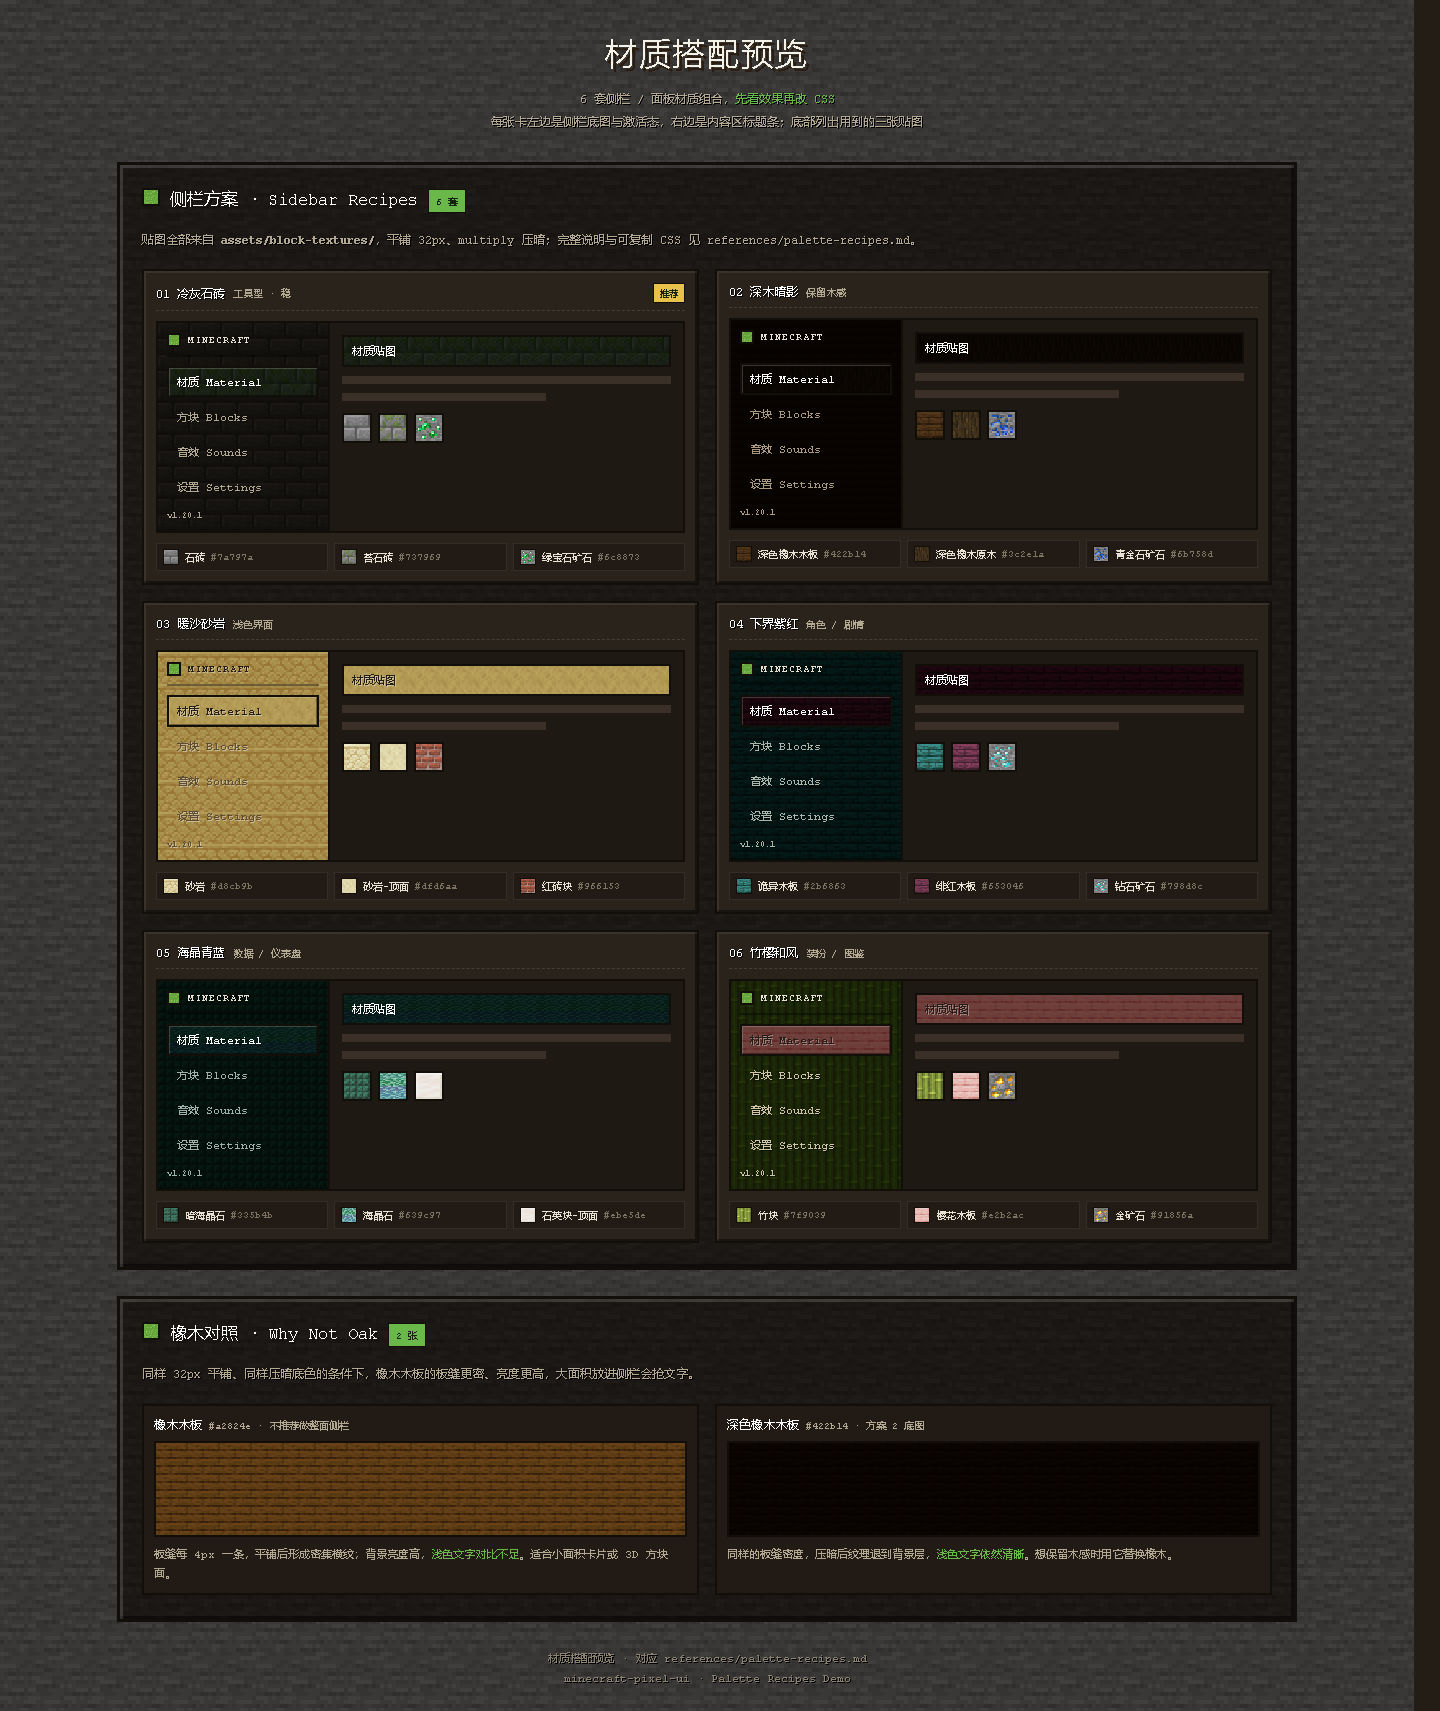 材质搭配预览
6 套侧栏 / 面板材质组合, 先看效果再改 CSS
每张卡左边是侧栏底图与激活态, 右边是内容区标题条; 底部列出用到的三张贴图
侧栏方案 · Sidebar Recipes 6 套
贴图全部来自 assets/block-textures/, 平铺 32px、multiply 压暗; 完整说明与可复制 CSS 见 references/palette-recipes.md。
01 冷灰石砖 工具型 · 稳 推荐
MINECRAFT
材质 Material
方块 Blocks
音效 Sounds
设置 Settings
v1.20.1
材质贴图
石砖 #7a797a
苔石砖 #737969
绿宝石矿石 #6c8873
02 深木暗影 保留木感
MINECRAFT
材质 Material
方块 Blocks
音效 Sounds
设置 Settings
v1.20.1
材质贴图
深色橡木木板 #422b14
深色橡木原木 #3c2e1a
青金石矿石 #6b758d
03 暖沙砂岩 浅色界面
MINECRAFT
材质 Material
方块 Blocks
音效 Sounds
设置 Settings
v1.20.1
材质贴图
砂岩 #d8cb9b
砂岩-顶面 #dfd6aa
红砖块 #966153
04 下界紫红 角色 / 剧情
MINECRAFT
材质 Material
方块 Blocks
音效 Sounds
设置 Settings
v1.20.1
材质贴图
诡异木板 #2b6863
绯红木板 #653046
钻石矿石 #798d8c
05 海晶青蓝 数据 / 仪表盘
MINECRAFT
材质 Material
方块 Blocks
音效 Sounds
设置 Settings
v1.20.1
材质贴图
暗海晶石 #335b4b
海晶石 #639c97
石英块-顶面 #ebe5de
06 竹樱和风 装扮 / 图鉴
MINECRAFT
材质 Material
方块 Blocks
音效 Sounds
设置 Settings
v1.20.1
材质贴图
竹块 #7f9039
樱花木板 #e2b2ac
金矿石 #91856a
橡木对照 · Why Not Oak 2 张
同样 32px 平铺、同样压暗底色的条件下, 橡木木板的板缝更密、亮度更高, 大面积放进侧栏会抢文字。
橡木木板 #a2824e · 不推荐做整面侧栏
板缝每 4px 一条, 平铺后形成密集横纹; 背景亮度高, 浅色文字对比不足。适合小面积卡片或 3D 方块
面。
深色橡木木板 #422b14 · 方案 2 底图
同样的板缝密度, 压暗后纹理退到背景层, 浅色文字依然清晰。想保留木感时用它替换橡木。
材质搭配预览 · 对应 references/palette-recipes.md
minecraft-pixel-ui · Palette Recipes Demo